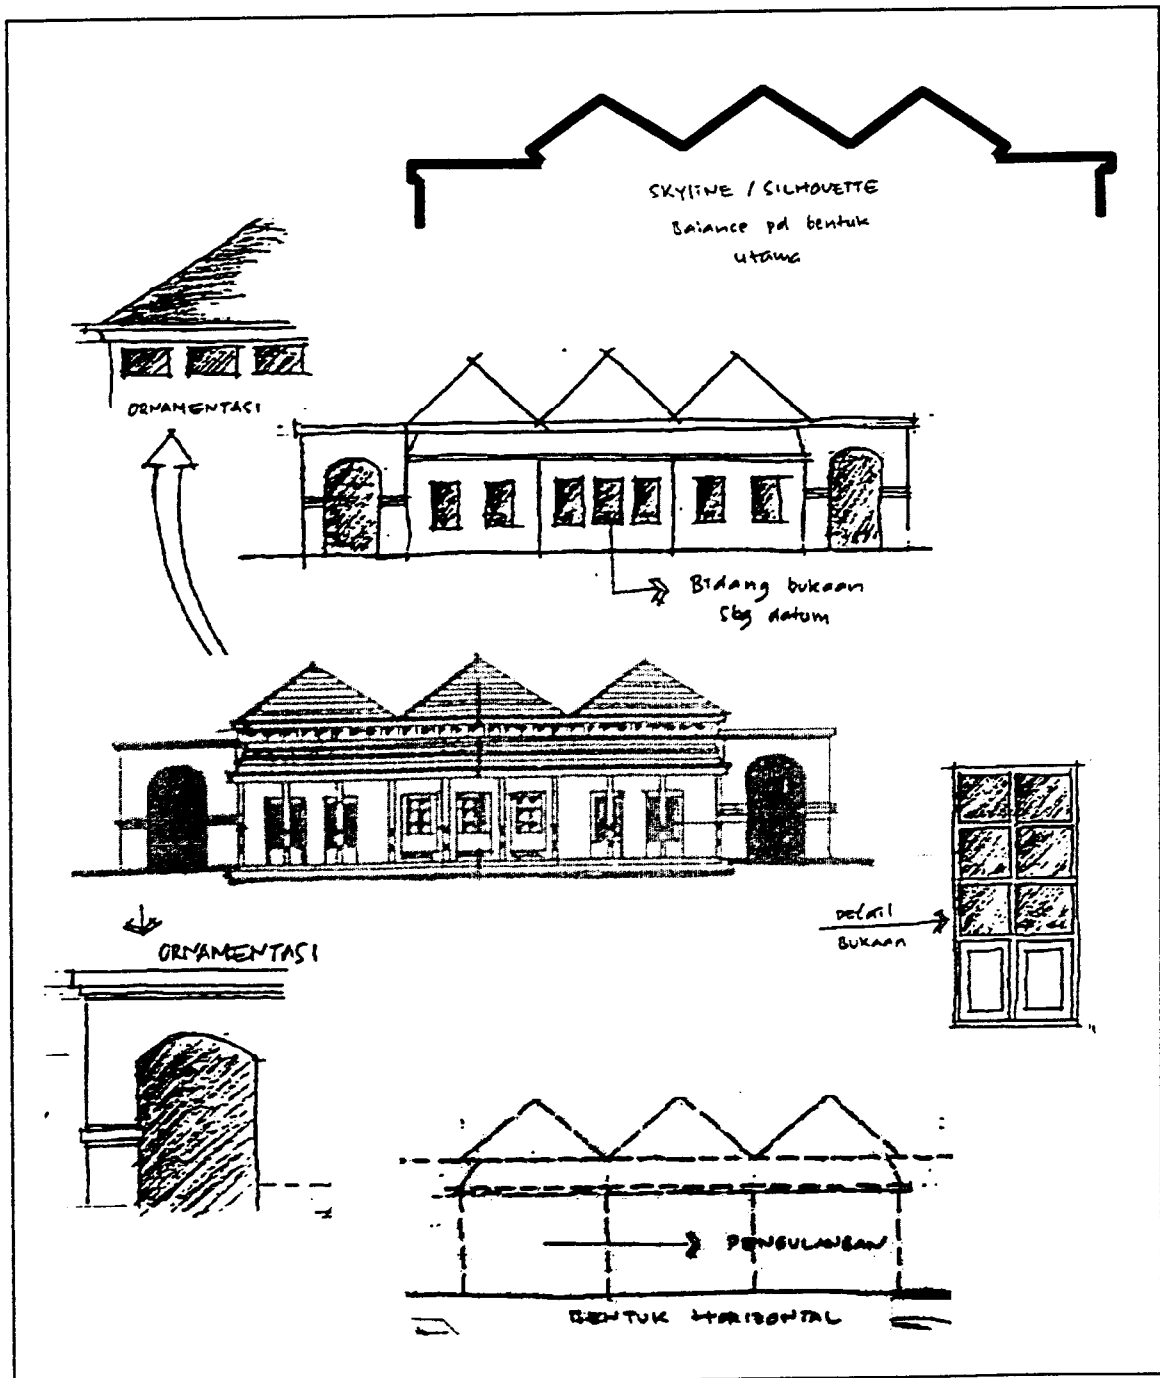 SKYLINE / SILHOUETTE
Balance pd bentuk
utama
ORNAMENTASI
Bidang bukaan
Sbg datum
DETAIL
BUKAAN
ORNAMENTASI
PENGULANGAN
BENTUK HORIZONTAL